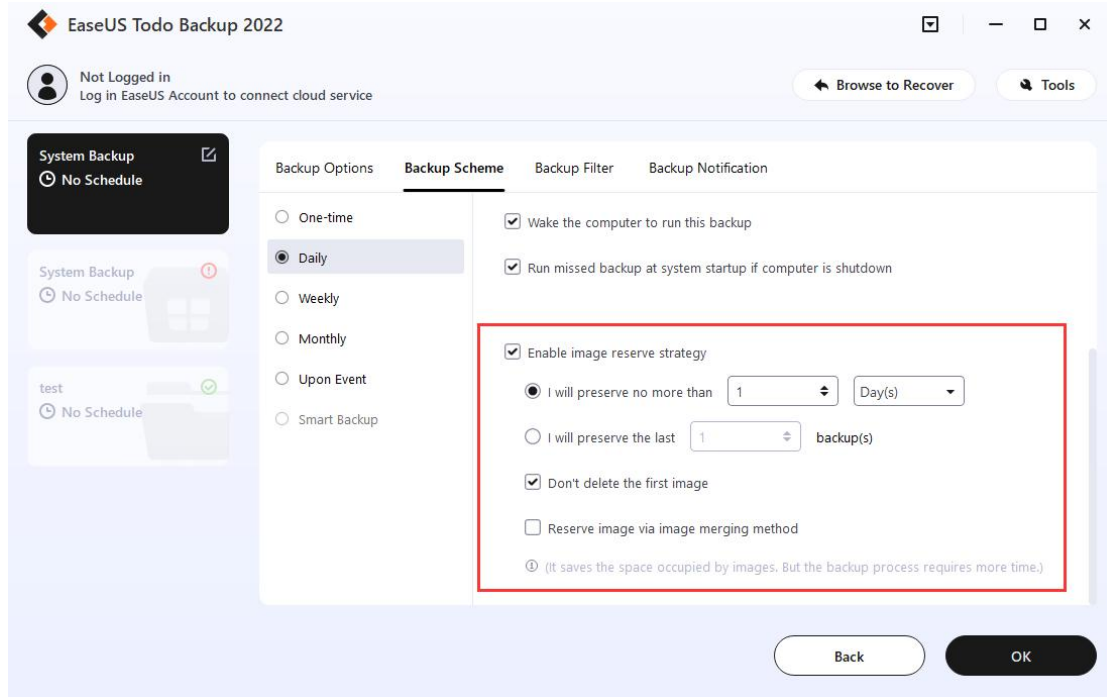 EaseUS Todo Backup 2022
Not Logged in
Log in EaseUS Account to connect cloud service
Browse to Recover
Tools
System Backup
No Schedule
System Backup
No Schedule
test
No Schedule
Backup Options
Backup Scheme
Backup Filter
Backup Notification
One-time
Daily
Weekly
Monthly
Upon Event
Smart Backup
Wake the computer to run this backup
Run missed backup at system startup if computer is shutdown
Enable image reserve strategy
I will preserve no more than 1 Day(s)
I will preserve the last 1 backup(s)
Don't delete the first image
Reserve image via image merging method
(It saves the space occupied by images. But the backup process requires more time.)
Back
OK